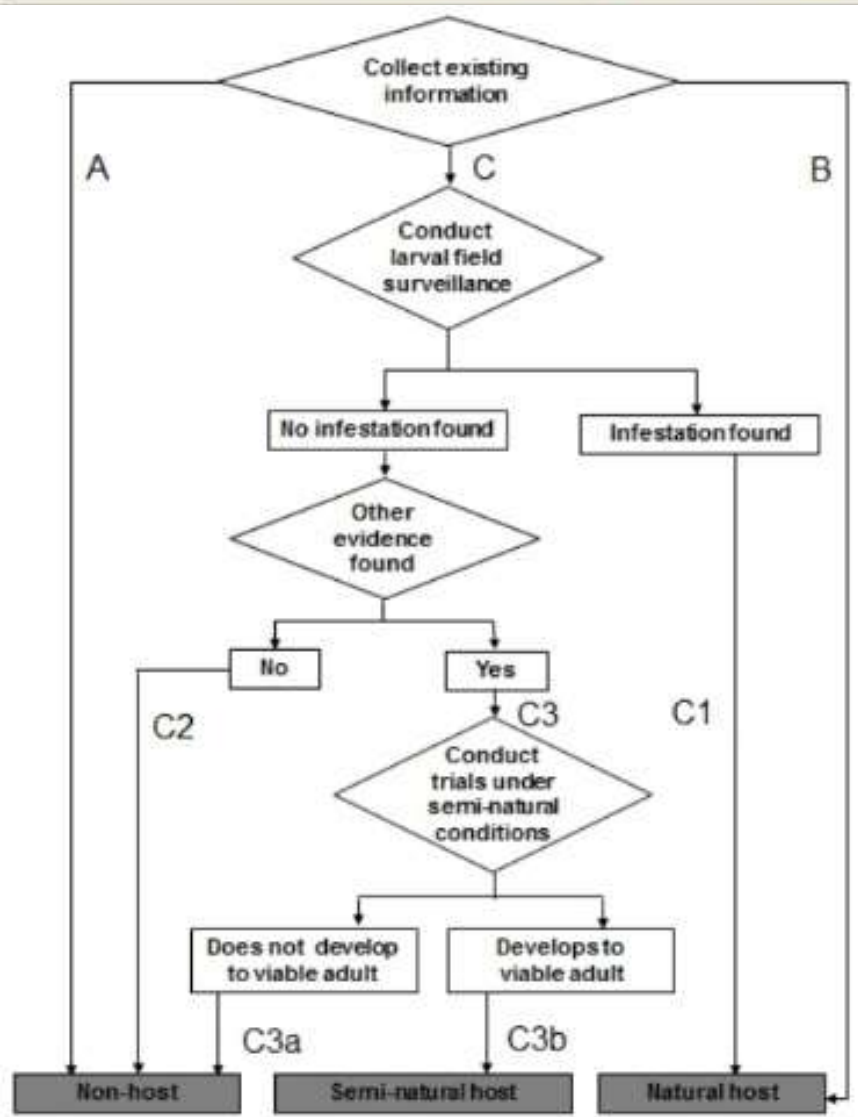 Collect existing
information
A
C
B
Conduct
larval field
surveillance
No infestation found
Infestation found
Other
evidence
found
No
Yes
C2
C3
C1
Conduct
trials under
semi-natural
conditions
Does not develop
to viable adult
Develops to
viable adult
C3a
C3b
Non-host
Semi-natural host
Natural host